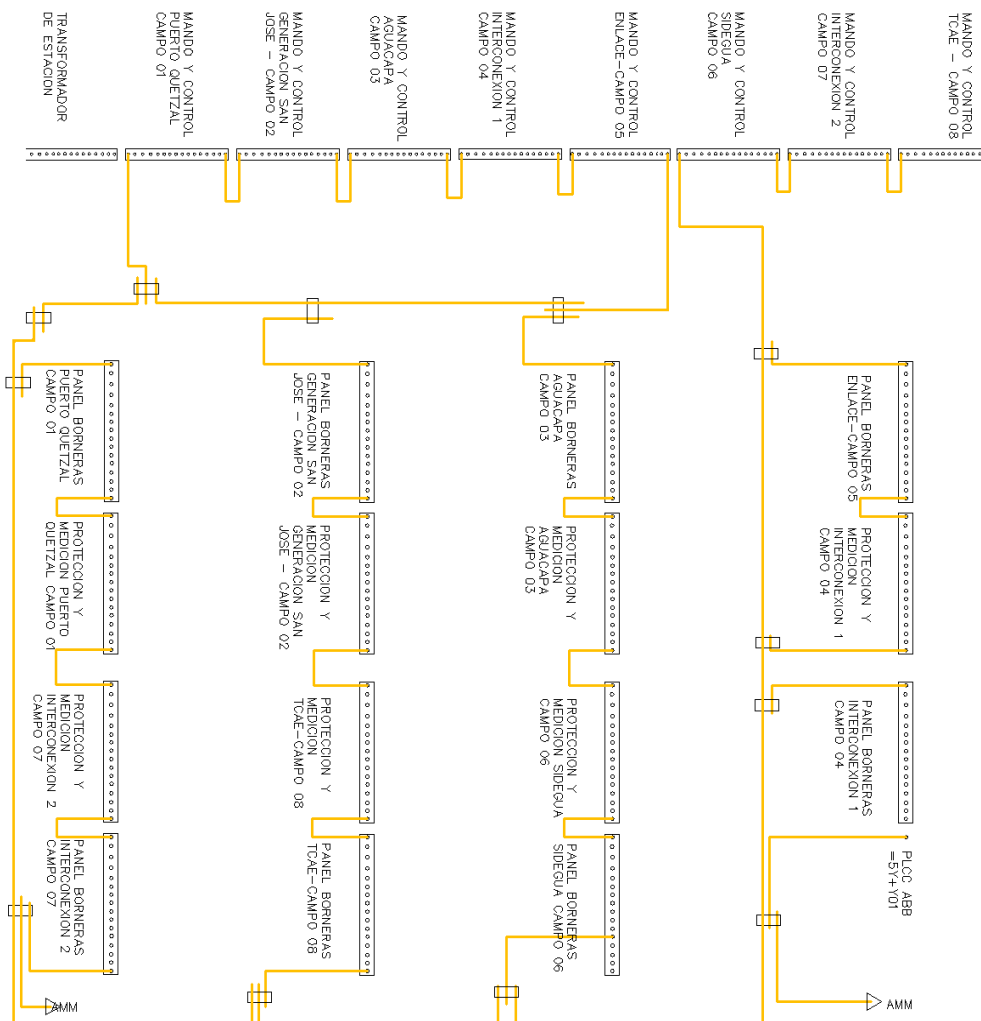 TRANSFORMADOR
DE ESTACION
MANDO Y CONTROL
PUERTO QUETZAL
CAMPO 01
MANDO Y CONTROL
GENERACION SAN
JOSE - CAMPO 02
MANDO Y CONTROL
AGUACAPA
CAMPO 03
MANDO Y CONTROL
INTERCONEXION 1
CAMPO 04
MANDO Y CONTROL
ENLACE-CAMPO 05
MANDO Y CONTROL
SIDEGUA
CAMPO 06
MANDO Y CONTROL
INTERCONEXION 2
CAMPO 07
MANDO Y CONTROL
TCAE - CAMPO 08
PANEL BORNERAS
PUERTO QUETZAL
CAMPO 01
PROTECCION Y
MEDICION PUERTO
QUETZAL CAMPO 01
PROTECCION Y
MEDICION
INTERCONEXION 2
CAMPO 07
PANEL BORNERAS
INTERCONEXION 2
CAMPO 07
AMM
PANEL BORNERAS
GENERACION SAN
JOSE - CAMPO 02
PROTECCION Y
MEDICION
GENERACION SAN
JOSE - CAMPO 02
PROTECCION Y
MEDICION
TCAE-CAMPO 08
PANEL BORNERAS
TCAE-CAMPO 08
PANEL BORNERAS
AGUACAPA
CAMPO 03
PROTECCION Y
MEDICION
AGUACAPA
CAMPO 03
PROTECCION Y
MEDICION SIDEGUA
CAMPO 06
PANEL BORNERAS
SIDEGUA CAMPO 06
PANEL BORNERAS
ENLACE-CAMPO 05
PROTECCION Y
MEDICION
INTERCONEXION 1
CAMPO 04
PANEL BORNERAS
INTERCONEXION 1
CAMPO 04
PLCC ABB
=5Y+Y01
AMM